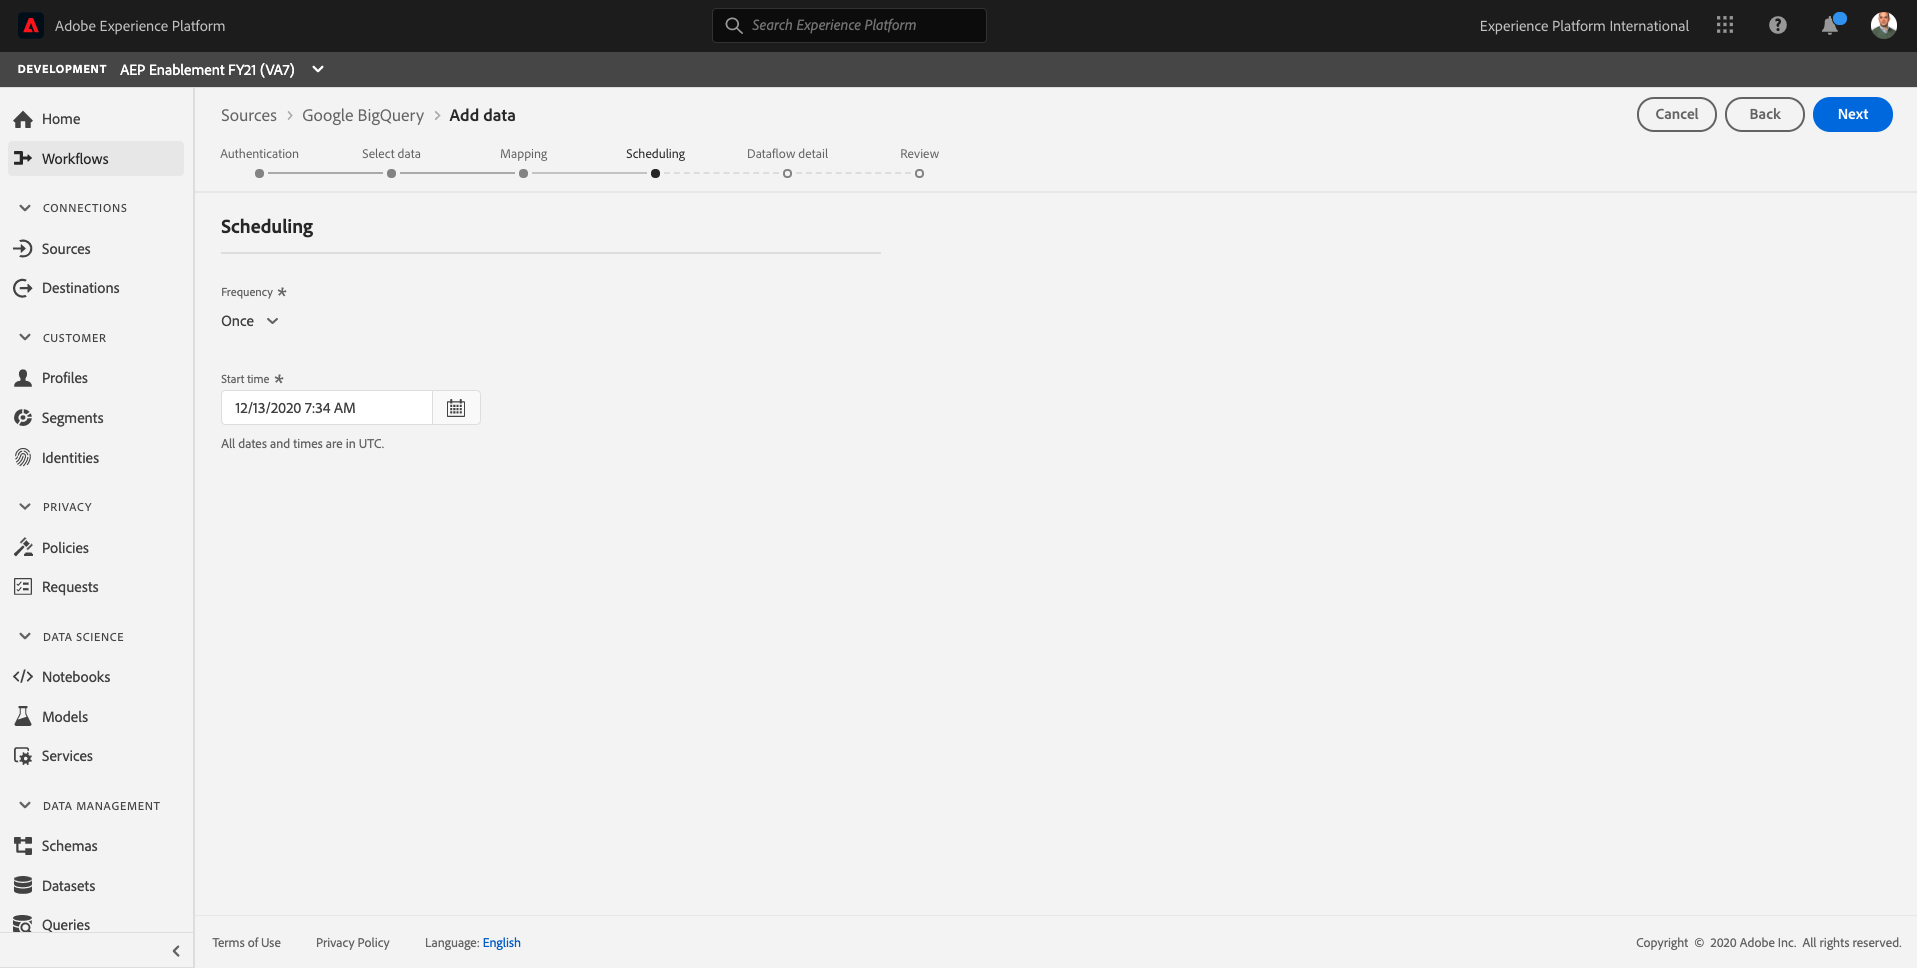 Adobe Experience Platform
Search Experience Platform
Experience Platform International
DEVELOPMENT AEP Enablement FY21 (VA7)
Home
Workflows
CONNECTIONS
Sources
Destinations
CUSTOMER
Profiles
Segments
Identities
PRIVACY
Policies
Requests
DATA SCIENCE
Notebooks
Models
Services
DATA MANAGEMENT
Schemas
Datasets
Queries
Sources > Google BigQuery > Add data
Cancel Back Next
Authentication Select data Mapping Scheduling Dataflow detail Review
Scheduling
Frequency *
Once
Start time *
12/13/2020 7:34 AM
All dates and times are in UTC.
Terms of Use Privacy Policy Language: English
Copyright © 2020 Adobe Inc. All rights reserved.